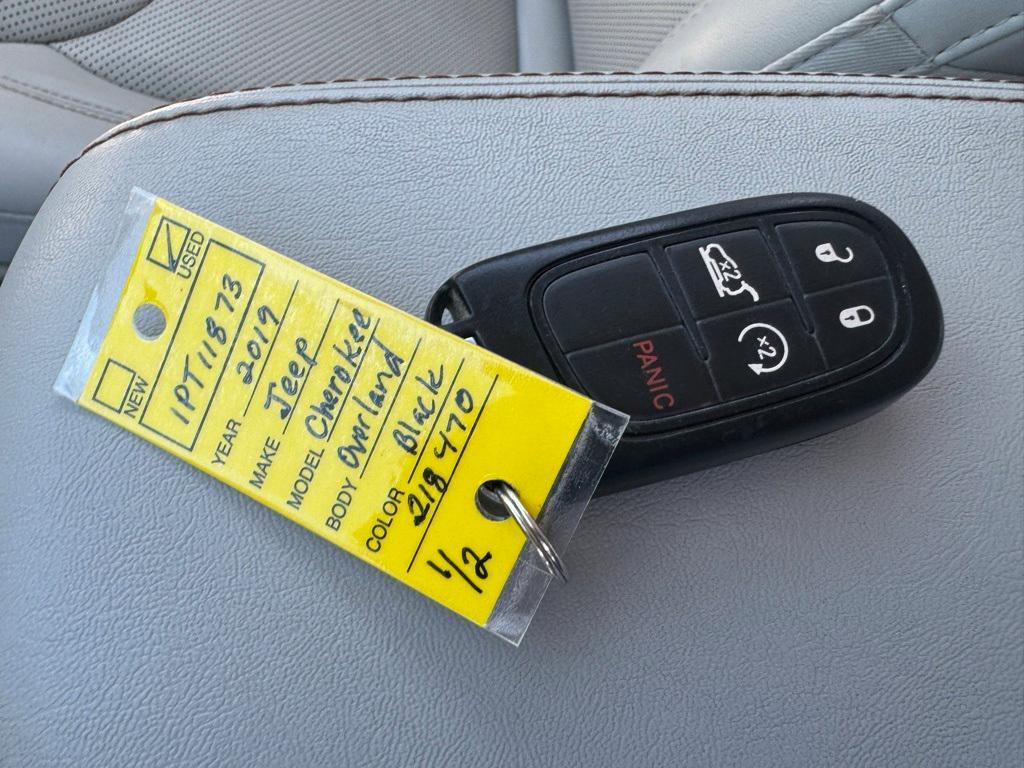 USED
NEW
1PT11873
YEAR 2019
MAKE Jeep
MODEL Cherokee
BODY Overland
COLOR Black
218470
1/2
x2
x2
PANIC